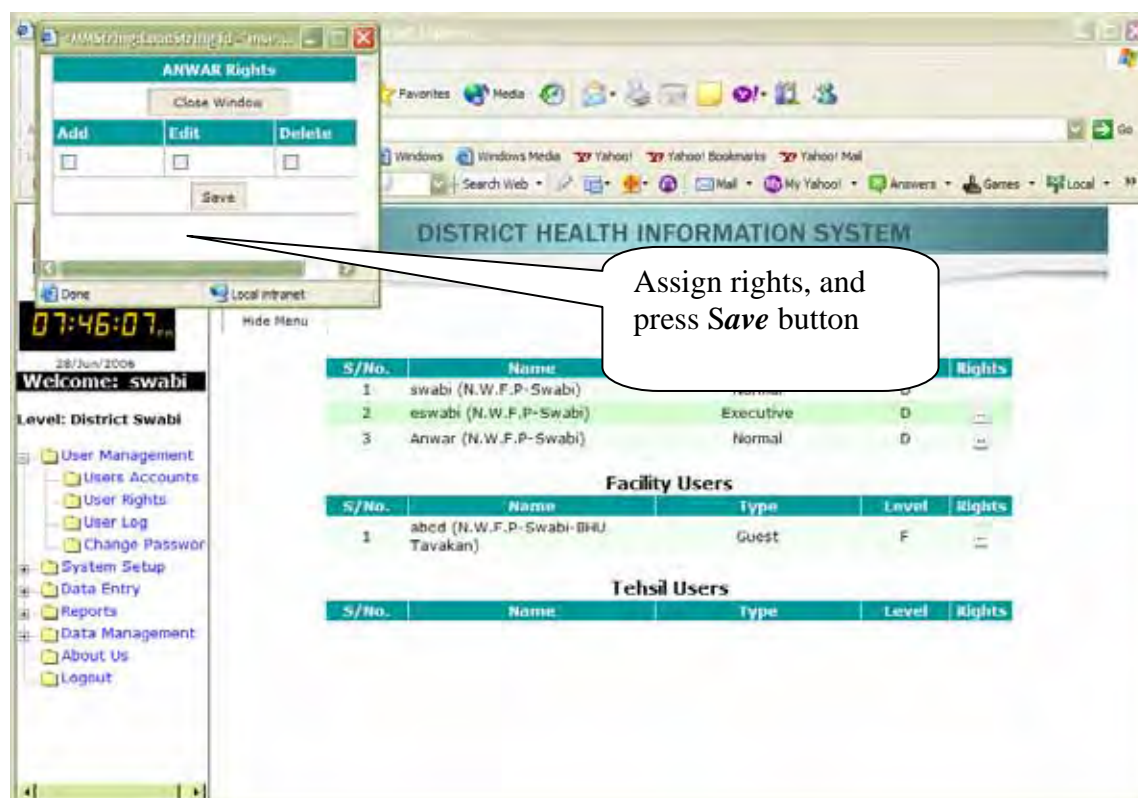 ANWAR Rights
Close Window
Add Edit Delete
Save
Done Local intranet
Favorites Media
Go
Windows Windows Media Yahoo! Yahoo! Bookmarks Yahoo! Mail
Search Web Mail My Yahoo! Answers Games Local
DISTRICT HEALTH INFORMATION SYSTEM
Assign rights, and
press Save button
07:46:07
Hide Menu
28/Jun/2006
Welcome: swabi
Level: District Swabi
User Management
Users Accounts
User Rights
User Log
Change Passwor
System Setup
Data Entry
Reports
Data Management
About Us
Logout
S/No. Name Rights
1 swabi (N.W.F.P-Swabi) Normal D
2 eswabi (N.W.F.P-Swabi) Executive D ...
3 Anwar (N.W.F.P-Swabi) Normal D ...
Facility Users
S/No. Name Type Level Rights
1 abcd (N.W.F.P-Swabi-BHU Guest F ...
Tavakan)
Tehsil Users
S/No. Name Type Level Rights